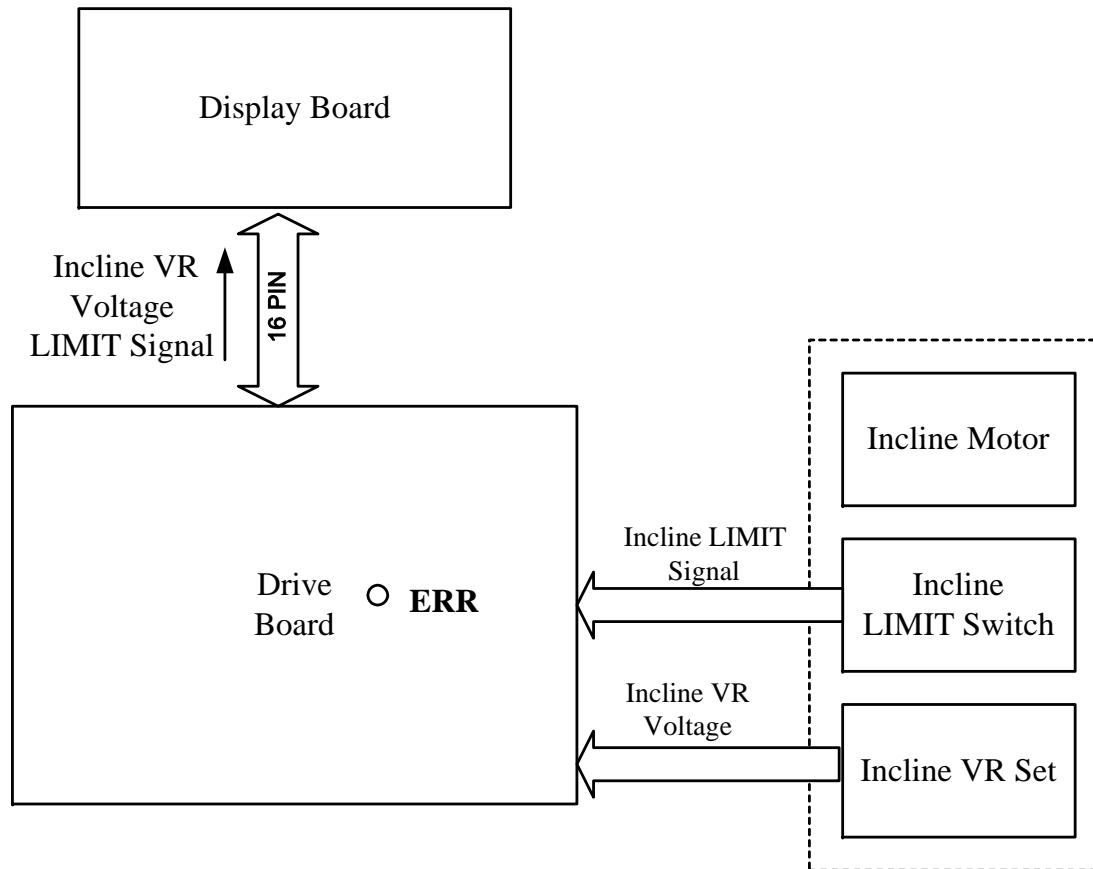 Display Board
Incline VR
Voltage
LIMIT Signal
16 PIN
Incline Motor
Incline LIMIT
Signal
Incline
LIMIT Switch
Drive
Board
ERR
Incline VR
Voltage
Incline VR Set